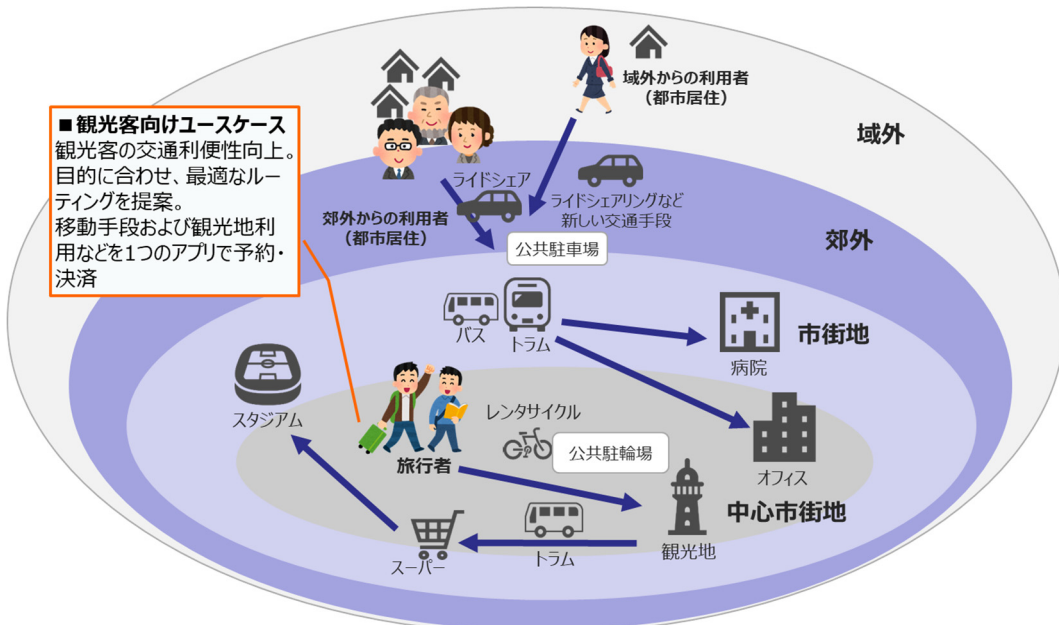 域外からの利用者
(都市居住)
域外
■観光客向けユースケース
観光客の交通利便性向上。
目的に合わせ、最適なルー
ティングを提案。
移動手段および観光地利
用などを1つのアプリで予約・
決済
ライドシェア
ライドシェアリングなど
新しい交通手段
郊外からの利用者
(都市居住)
郊外
公共駐車場
バス
トラム
病院
市街地
スタジアム
レンタサイクル
公共駐輪場
旅行者
オフィス
中心市街地
観光地
トラム
スーパー